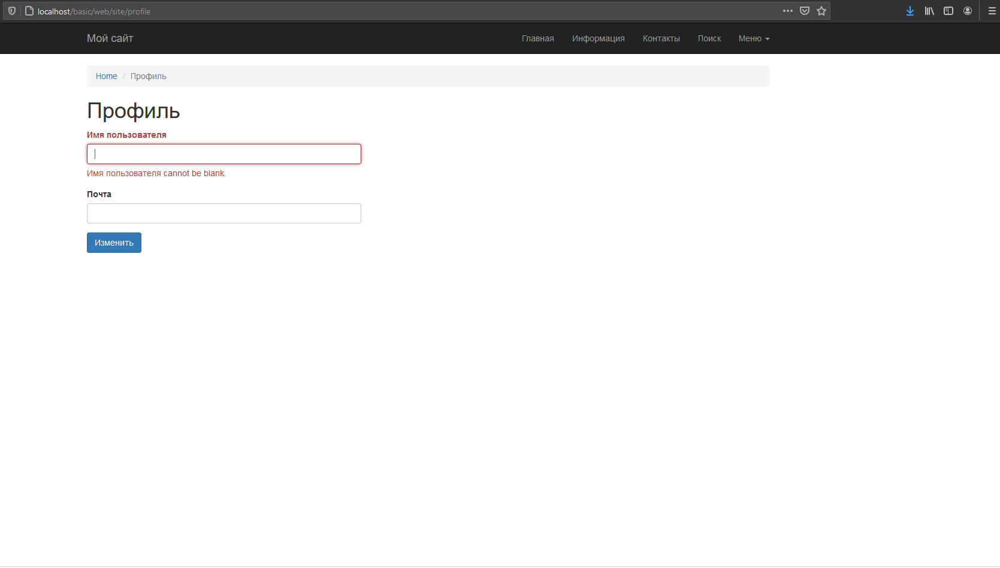 localhost/basic/web/site/profile
Мой сайт
Главная Информация Контакты Поиск Меню
Home / Профиль
Профиль
Имя пользователя
Имя пользователя cannot be blank.
Почта
Изменить